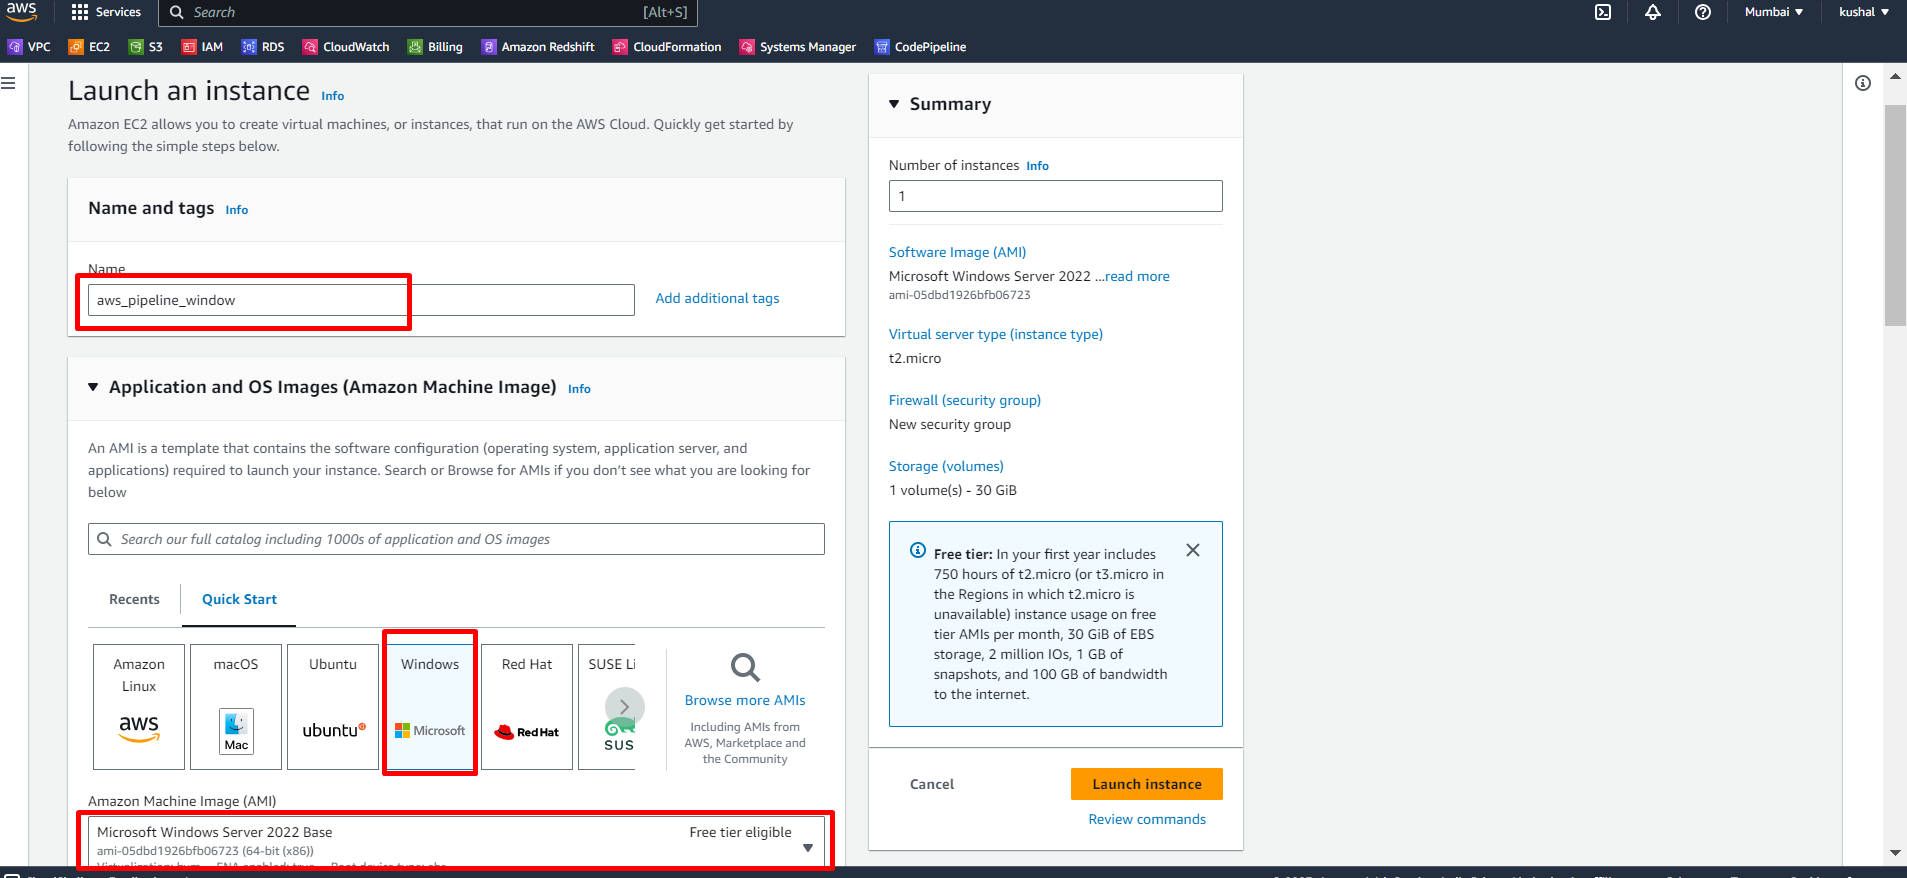 aws
Services
Search
[Alt+S]
Mumbai
kushal
VPC
EC2
S3
IAM
RDS
CloudWatch
Billing
Amazon Redshift
CloudFormation
Systems Manager
CodePipeline
Launch an instance Info
Amazon EC2 allows you to create virtual machines, or instances, that run on the AWS Cloud. Quickly get started by
following the simple steps below.
Name and tags Info
Name
aws_pipeline_window
Add additional tags
Application and OS Images (Amazon Machine Image) Info
An AMI is a template that contains the software configuration (operating system, application server, and
applications) required to launch your instance. Search or Browse for AMIs if you don't see what you are looking for
below
Search our full catalog including 1000s of application and OS images
Recents
Quick Start
Amazon
Linux
aws
macOS
Mac
Ubuntu
ubuntu
Windows
Microsoft
Red Hat
Red Hat
SUSE Li
SUS
Browse more AMIs
Including AMIs from
AWS, Marketplace and
the Community
Amazon Machine Image (AMI)
Microsoft Windows Server 2022 Base
Free tier eligible
ami-05dbd1926bfb06723 (64-bit (x86))
Summary
Number of instances Info
1
Software Image (AMI)
Microsoft Windows Server 2022 ...read more
ami-05dbd1926bfb06723
Virtual server type (instance type)
t2.micro
Firewall (security group)
New security group
Storage (volumes)
1 volume(s) - 30 GiB
Free tier: In your first year includes
750 hours of t2.micro (or t3.micro in
the Regions in which t2.micro is
unavailable) instance usage on free
tier AMIs per month, 30 GiB of EBS
storage, 2 million IOs, 1 GB of
snapshots, and 100 GB of bandwidth
to the internet.
Cancel
Launch instance
Review commands